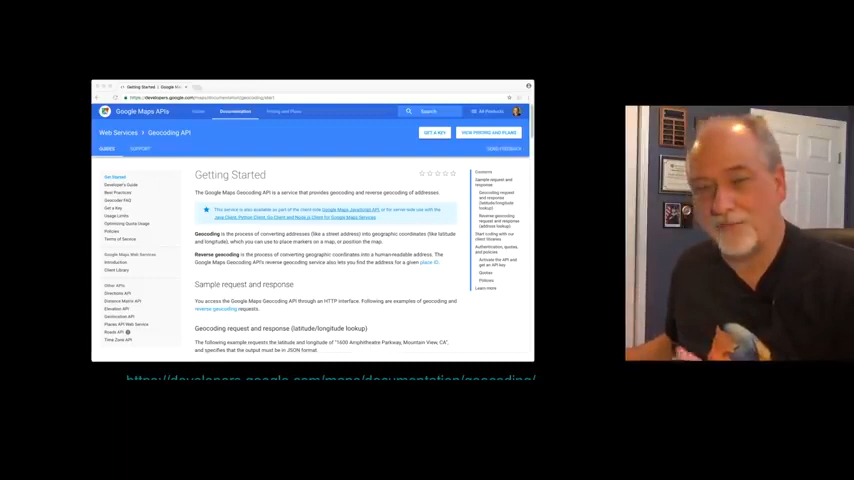 Getting Started | Google M
https://developers.google.com/maps/documentation/geocoding/start
Google Maps APIs
Guides
Documentation
Pricing and Plans
Search
All Products
Web Services > Geocoding API
GET A KEY
VIEW PRICING AND PLANS
GUIDES
SUPPORT
SEND FEEDBACK
Get Started
Developer's Guide
Best Practices
Geocoder FAQ
Get a Key
Usage Limits
Optimizing Quota Usage
Policies
Terms of Service
Google Maps Web Services
Introduction
Client Library
Other APIs
Directions API
Distance Matrix API
Elevation API
Geolocation API
Places API Web Service
Roads API
Time Zone API
Getting Started
The Google Maps Geocoding API is a service that provides geocoding and reverse geocoding of addresses.
This service is also available as part of the client-side Google Maps JavaScript API, or for server-side use with the
Java Client, Python Client, Go Client and Node.js Client for Google Maps Services.
Geocoding is the process of converting addresses (like a street address) into geographic coordinates (like latitude
and longitude), which you can use to place markers on a map, or position the map.
Reverse geocoding is the process of converting geographic coordinates into a human-readable address. The
Google Maps Geocoding API's reverse geocoding service also lets you find the address for a given place ID.
Sample request and response
You access the Google Maps Geocoding API through an HTTP interface. Following are examples of geocoding and
reverse geocoding requests.
Geocoding request and response (latitude/longitude lookup)
The following example requests the latitude and longitude of "1600 Amphitheatre Parkway, Mountain View, CA",
and specifies that the output must be in JSON format.
Contents
Sample request and
response
Geocoding request
and response
(latitude/longitude
lookup)
Reverse geocoding
request and response
(address lookup)
Start coding with our
client libraries
Authentication, quotas,
and policies
Activate the API and
get an API key
Quotas
Policies
Learn more
https://developers.google.com/maps/documentation/geocoding/